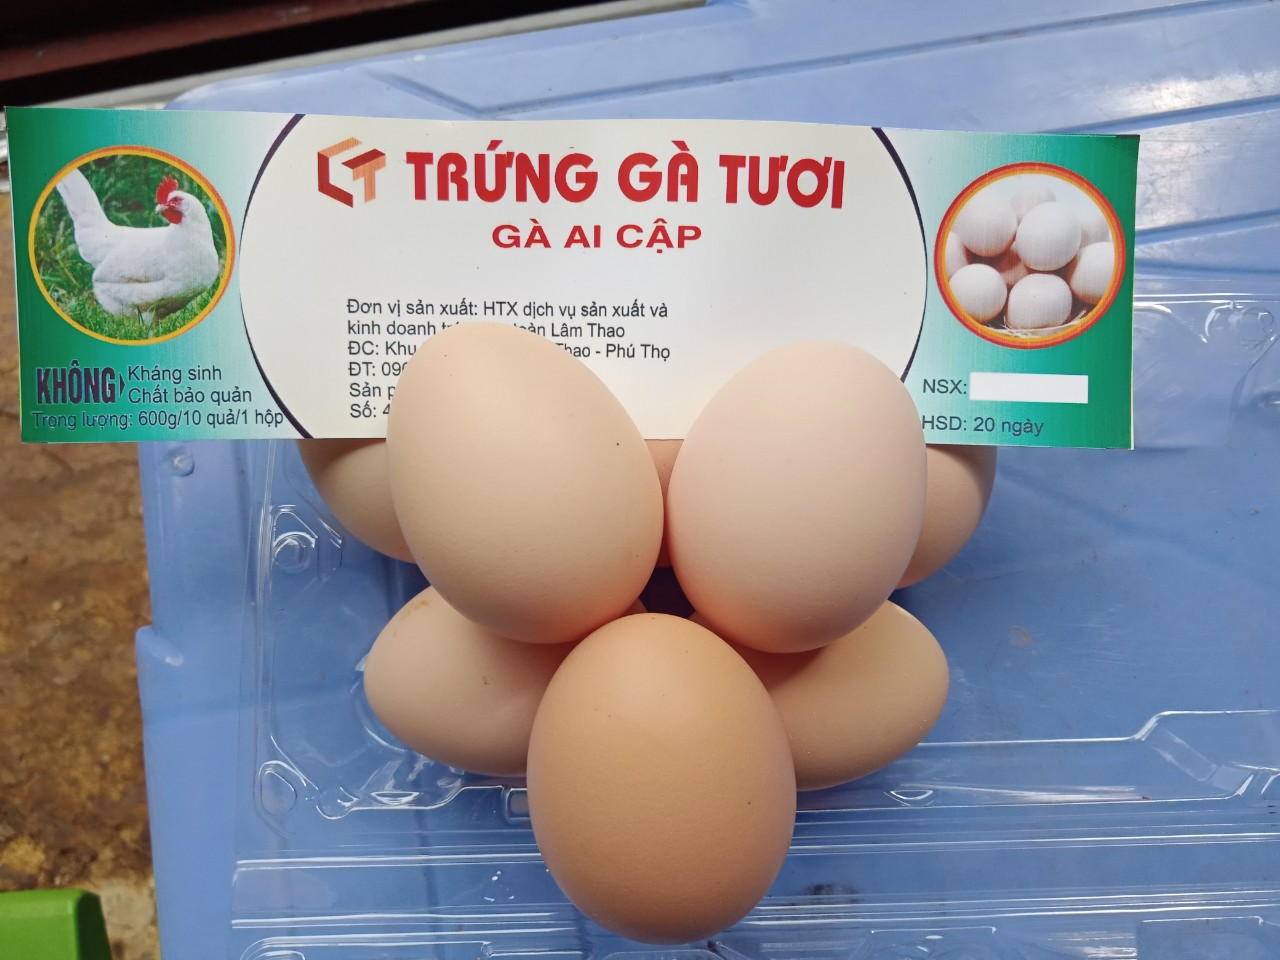 CT TRỨNG GÀ TƯƠI
GÀ AI CẬP
Đơn vị sản xuất: HTX dịch vụ sản xuất và
kinh doanh Lâm Thao
ĐC: Khu Thao - Phú Thọ
ĐT:
Sản
Số:
KHÔNG
Kháng sinh
Chất bảo quản
Trọng lượng: 600g/10 quả/1 hộp
NSX:
HSD: 20 ngày